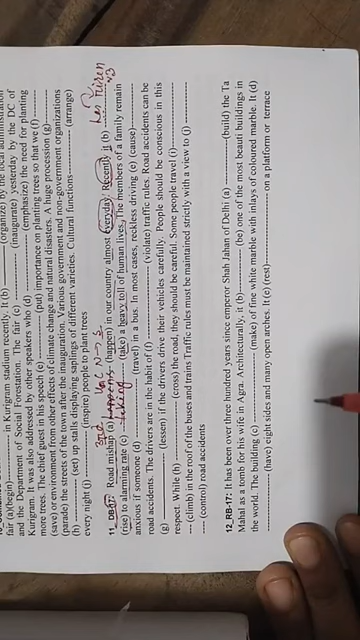 fair a(begin)---------- in Kurigram stadium recently. It (b) ---------- (organize) by the local administration
and the Department of Social Forestation. The fair (c) ---------- (inaugurate) yesterday by the DC of
Kurigram. It was also addressed by other speakers who (d) ---------- (emphasize) the need for planting
more trees. The chief guest in his speech (e) ---------- (put) importance on planting trees so that we (f) ----------
(save) or environment from other effects of climate change and natural disasters. A huge procession (g) ----------
(parade) the streets of the town after the inauguration. Various government and non-government organizations
(h) ---------- (set) up stalls displaying saplings of different varieties. Cultural functions---------- (arrange)
every night (j) ---------- (inspire) people to plant trees
has risen
v3
11_DB-17: Road mishap happens (happen) in our country almost everyday. Recently it (b) ----------
(rise) to alarming rate (c) taking (take) a heavy toll of human lives. The members of a family remain
anxious if someone (d) ---------- (travel) in a bus. In most cases, reckless driving (e) (cause) ----------
road accidents. The drivers are in the habit of (f) ---------- (violate) traffic rules. Road accidents can be
(g) ---------- (lessen) if the drivers drive their vehicles carefully. People should be conscious in this
respect. While (h) ---------- (cross) the road, they should be careful. Some people travel (i)----------
--- (climb) in the roof of the buses and trains Traffic rules must be maintained strictly with a view to (j) ----------
---- (control) road accidents
12_RB-17: It has been over three hundred years since emperor Shah Jahan of Delhi (a) ---------- (build) the Ta
Mahal as a tomb for his wife in Agra. Architecturally, it (b) ---------- (be) one of the most beauti buildings in
the world. The building (c) ---------- (make) of fine white marble with inlays of coloured marble. It (d)
---------- (have) eight sides and many open arches. It (e) (rest) ---------- on a platform or terrace